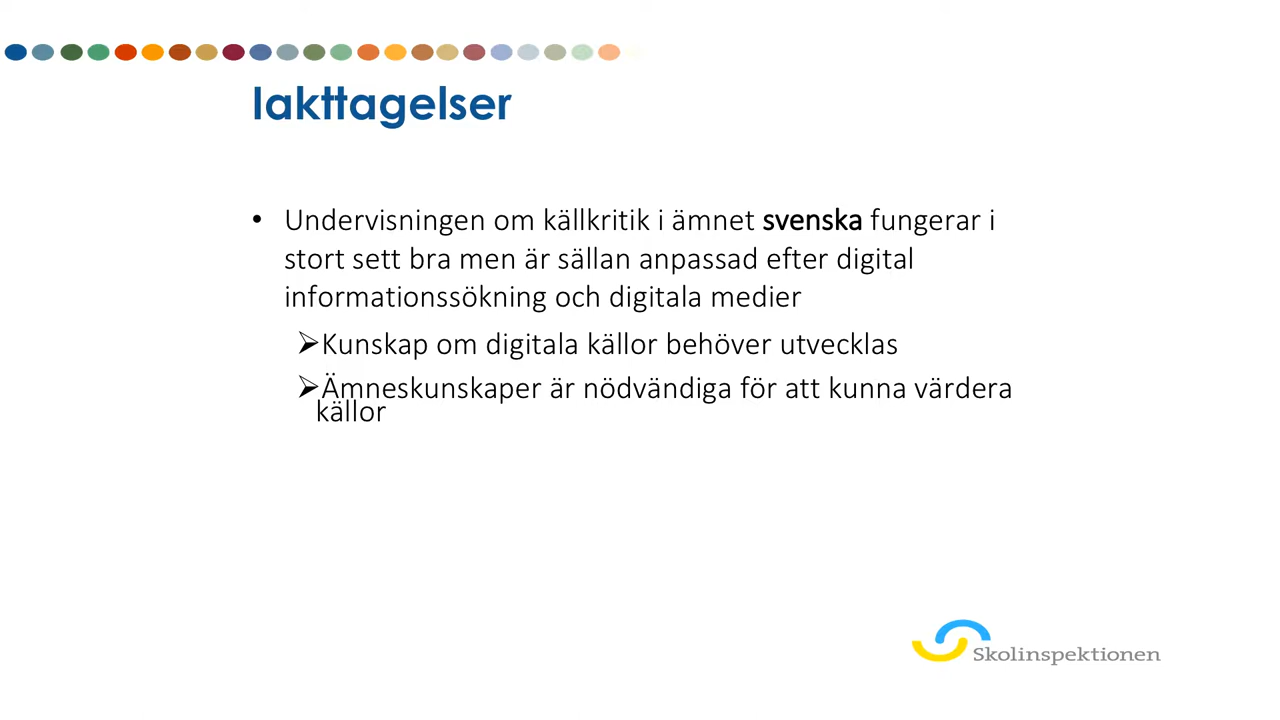 Iakttagelser
• Undervisningen om källkritik i ämnet svenska fungerar i
stort sett bra men är sällan anpassad efter digital
informationssökning och digitala medier
➢Kunskap om digitala källor behöver utvecklas
➢Ämneskunskaper är nödvändiga för att kunna värdera
källor
Skolinspektionen